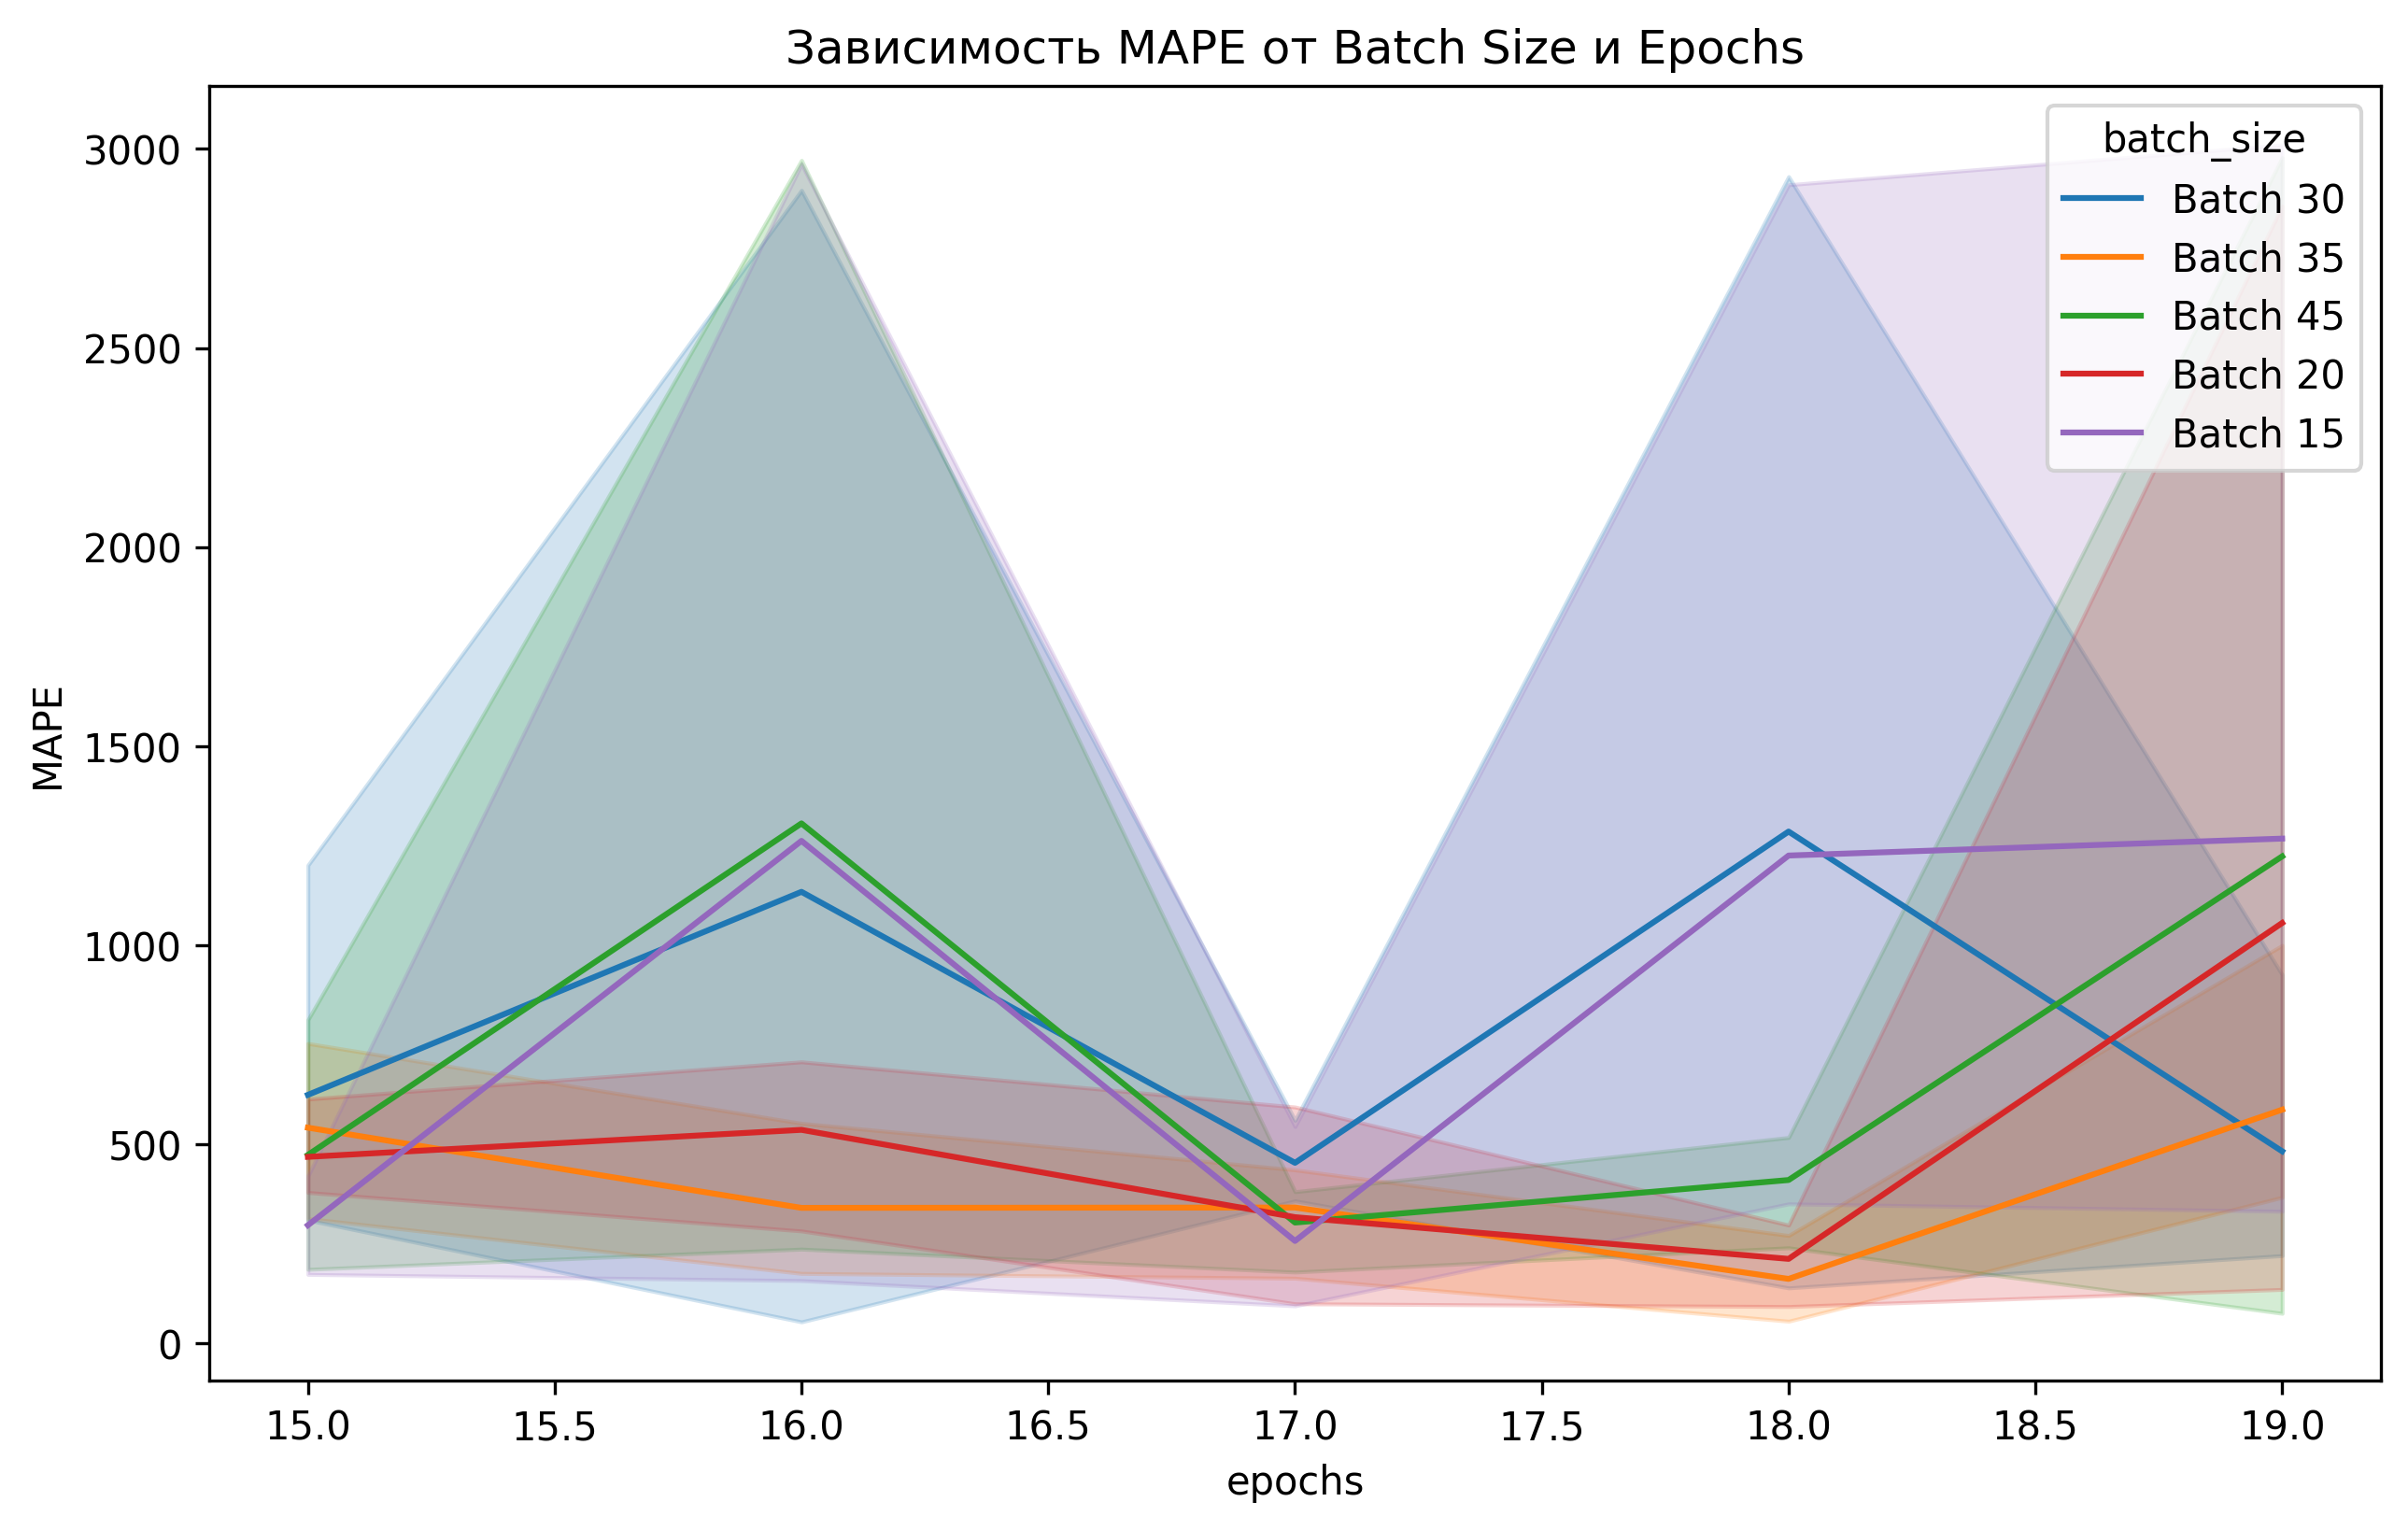 Зависимость MAPE от Batch Size и Epochs
3000
2500
2000
1500
1000
500
0
MAPE
batch_size
Batch 30
Batch 35
Batch 45
Batch 20
Batch 15
15.0 15.5 16.0 16.5 17.0 17.5 18.0 18.5 19.0
epochs